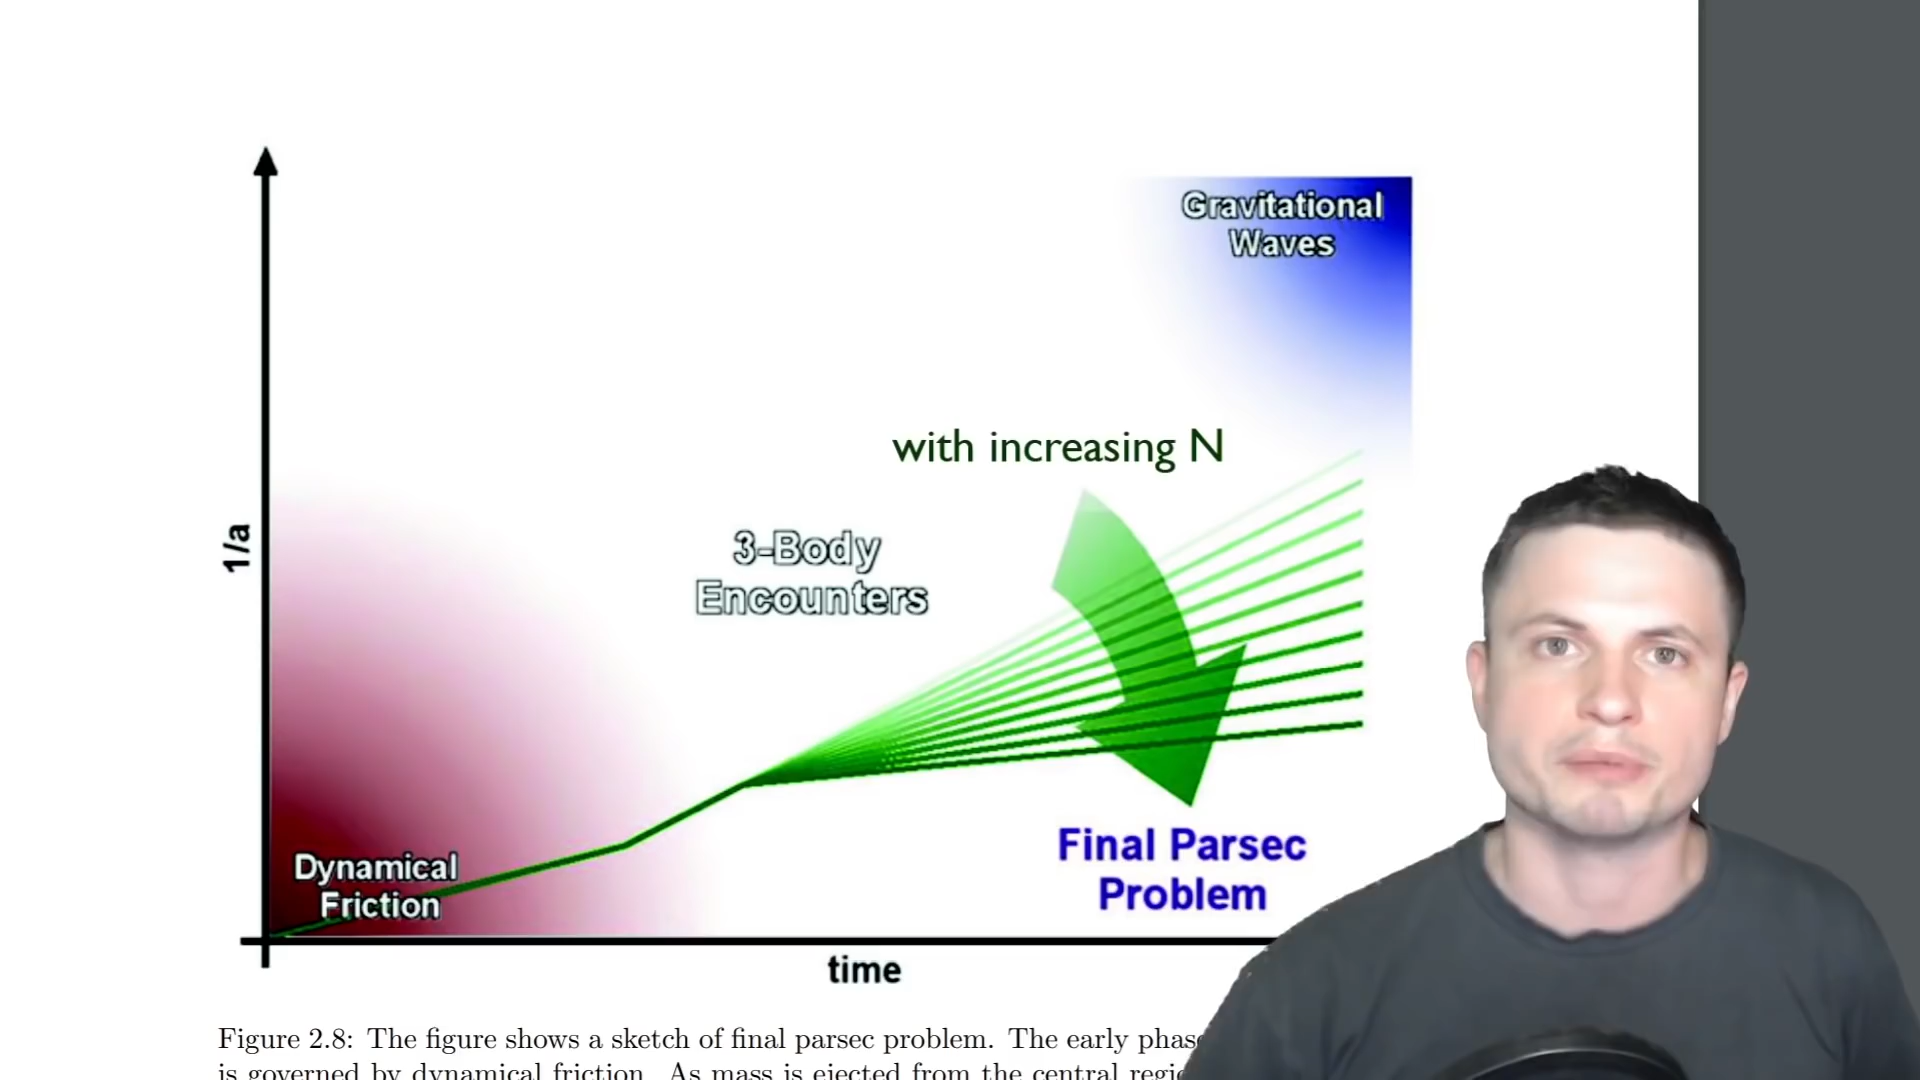 Gravitational
Waves
with increasing N
3-Body
Encounters
1/a
Final Parsec
Problem
Dynamical
Friction
time
Figure 2.8: The figure shows a sketch of final parsec problem. The early phase
is governed by dynamical friction. As mass is ejected from the central